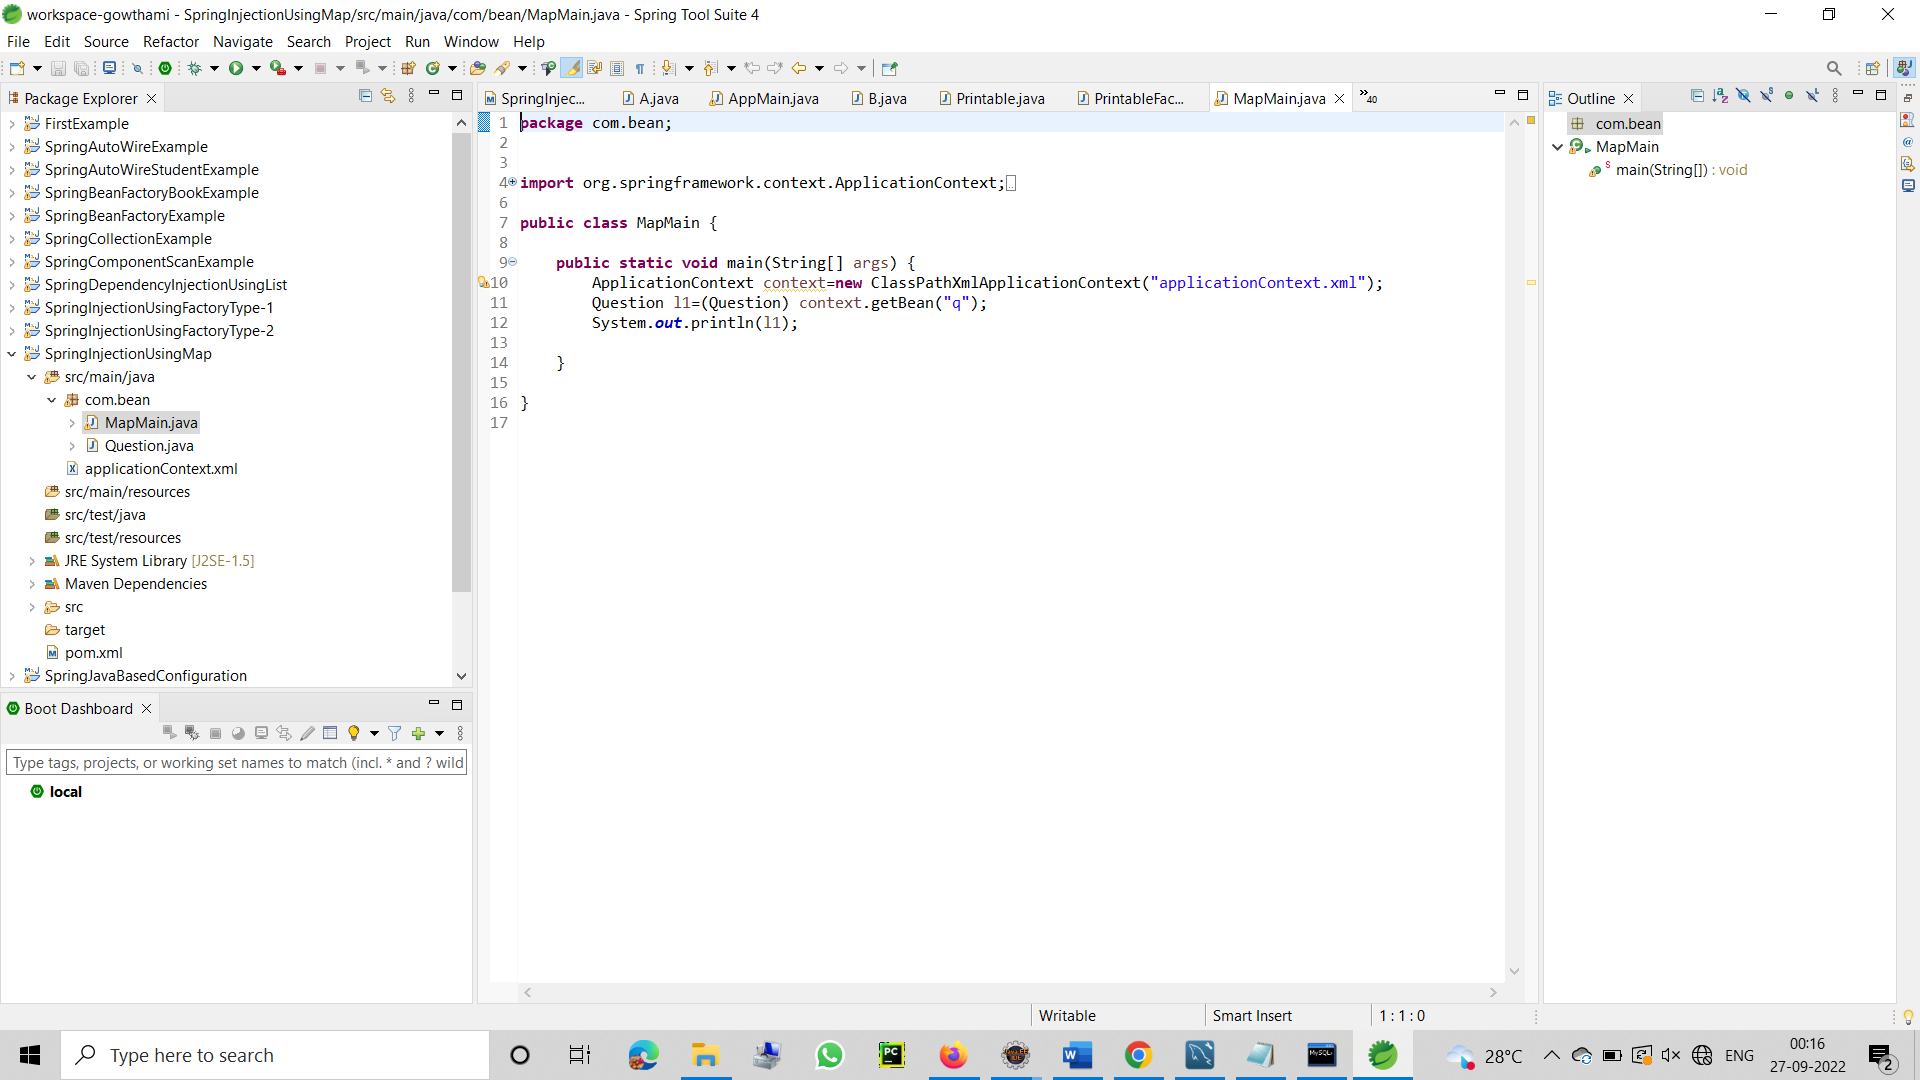 workspace-gowthami - SpringInjectionUsingMap/src/main/java/com/bean/MapMain.java - Spring Tool Suite 4
File Edit Source Refactor Navigate Search Project Run Window Help
Package Explorer
FirstExample
SpringAutoWireExample
SpringAutoWireStudentExample
SpringBeanFactoryBookExample
SpringBeanFactoryExample
SpringCollectionExample
SpringComponentScanExample
SpringDependencyInjectionUsingList
SpringInjectionUsingFactoryType-1
SpringInjectionUsingFactoryType-2
SpringInjectionUsingMap
src/main/java
com.bean
MapMain.java
Question.java
applicationContext.xml
src/main/resources
src/test/java
src/test/resources
JRE System Library [J2SE-1.5]
Maven Dependencies
src
target
pom.xml
SpringJavaBasedConfiguration
Boot Dashboard
Type tags, projects, or working set names to match (incl. * and ? wild
local
SpringInjec... A.java AppMain.java B.java Printable.java PrintableFac... MapMain.java 40
1 package com.bean;
2
3
4 import org.springframework.context.ApplicationContext;
6
7 public class MapMain {
8
9 public static void main(String[] args) {
10 ApplicationContext context=new ClassPathXmlApplicationContext("applicationContext.xml");
11 Question l1=(Question) context.getBean("q");
12 System.out.println(l1);
13
14 }
15
16 }
17
Outline
com.bean
MapMain
main(String[]) : void
Writable Smart Insert 1 : 1 : 0
Type here to search
28°C ENG 00:16
27-09-2022
2